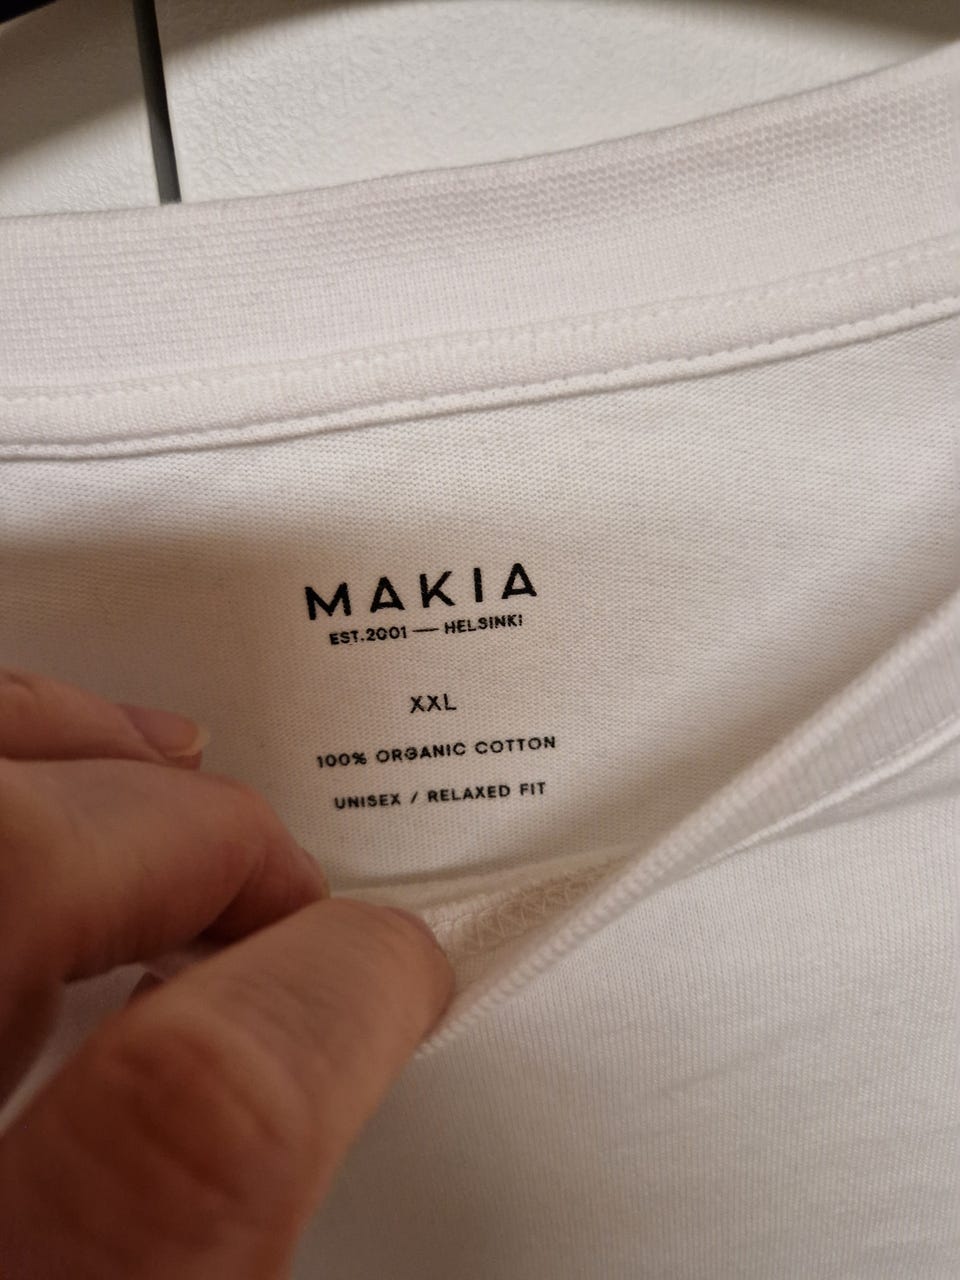 MAKIA
EST.2001 — HELSINKI
XXL
100% ORGANIC COTTON
UNISEX / RELAXED FIT